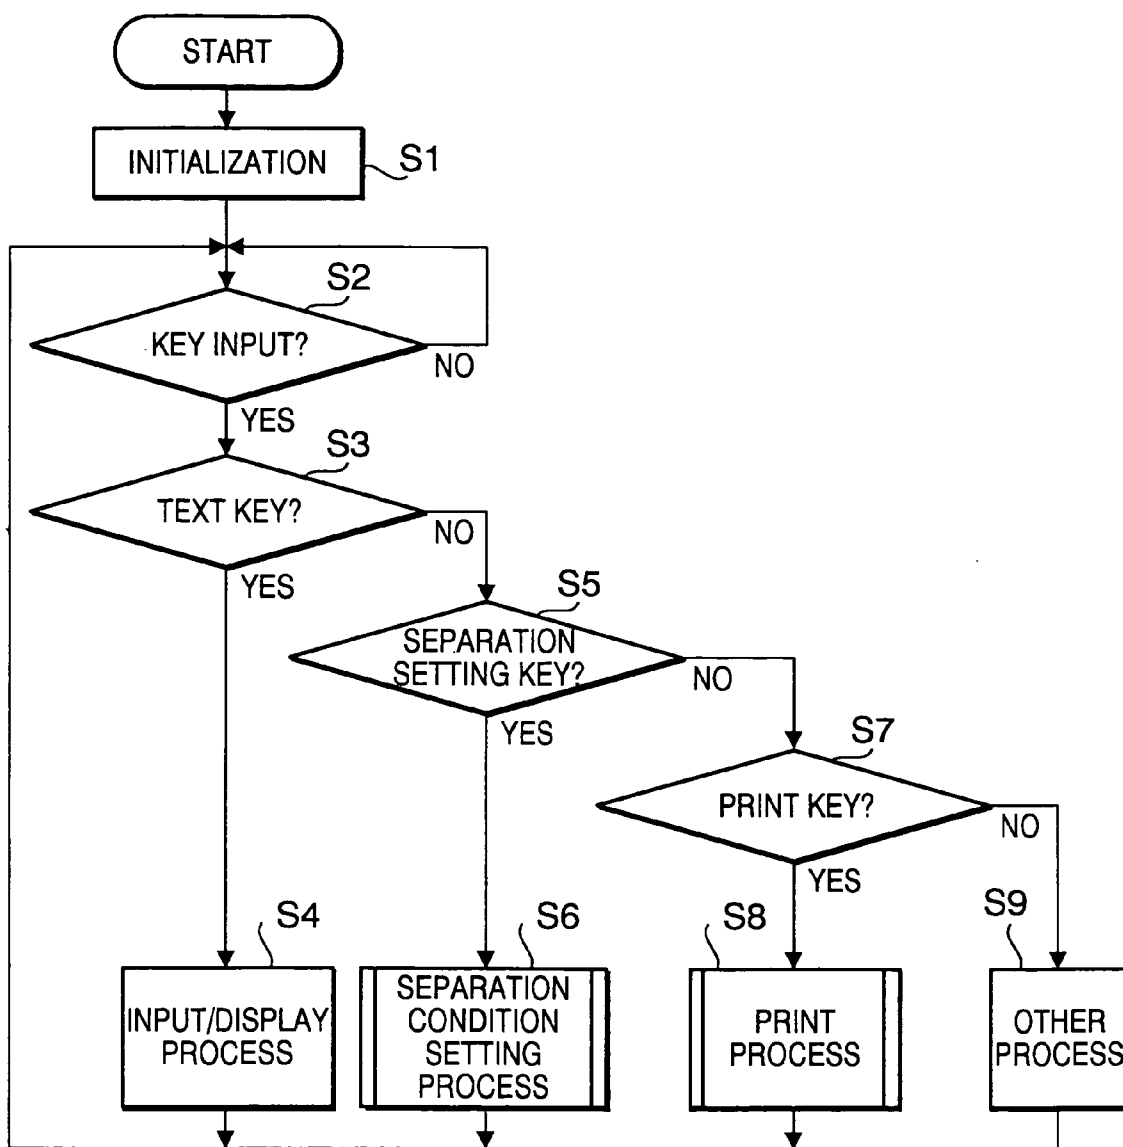 START
INITIALIZATION
S1
S2
KEY INPUT?
NO
YES
S3
TEXT KEY?
NO
YES
S5
SEPARATION
SETTING KEY?
NO
YES
S7
PRINT KEY?
NO
YES
S4
INPUT/DISPLAY
PROCESS
S6
SEPARATION
CONDITION
SETTING
PROCESS
S8
PRINT
PROCESS
S9
OTHER
PROCESS